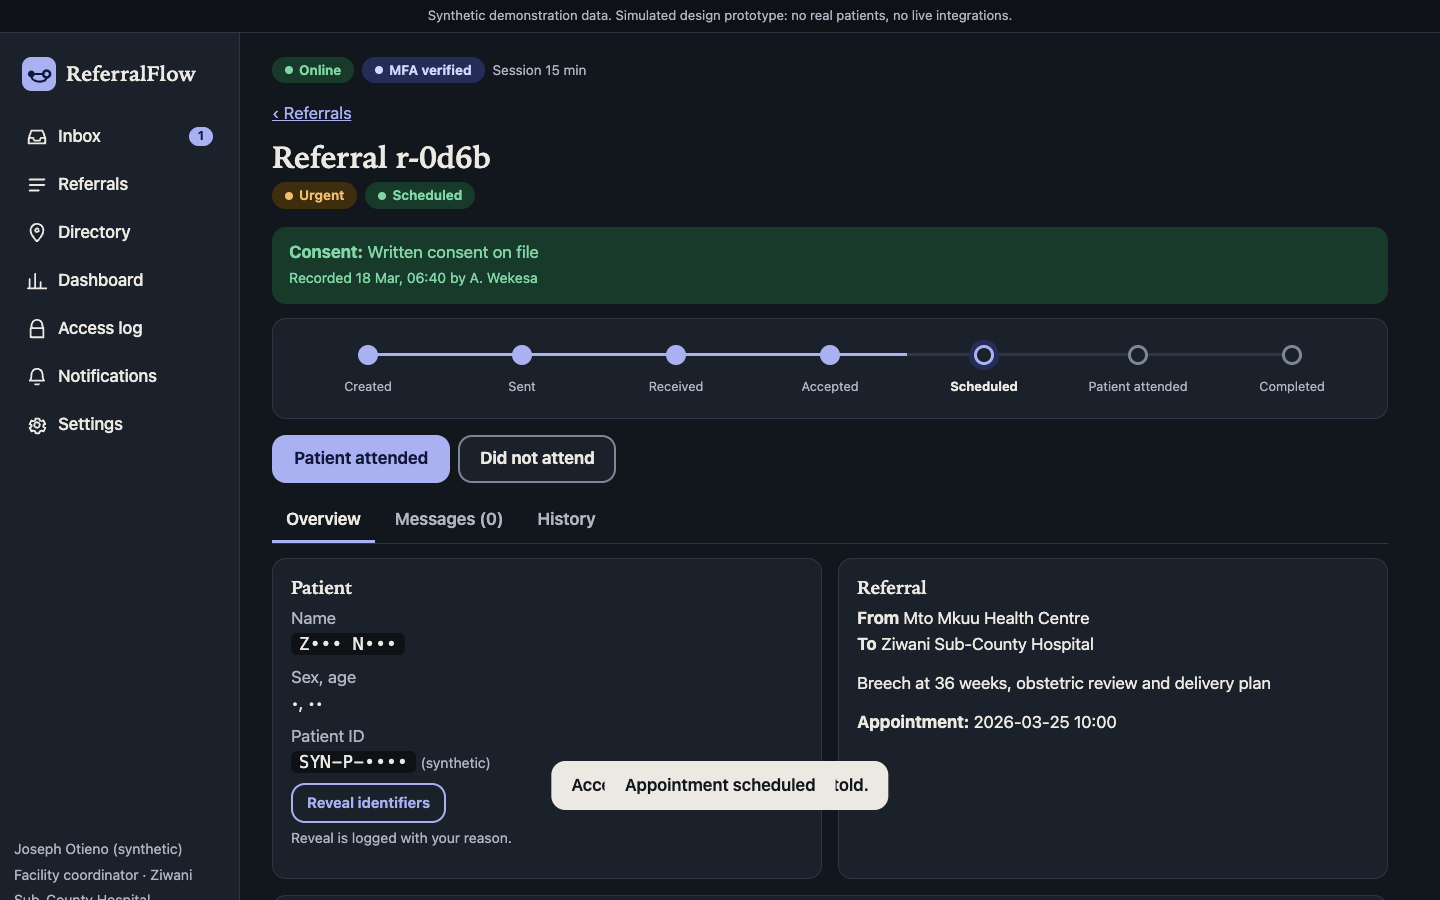 Synthetic demonstration data. Simulated design prototype: no real patients, no live integrations.
ReferralFlow
Inbox 1
Referrals
Directory
Dashboard
Access log
Notifications
Settings
Joseph Otieno (synthetic)
Facility coordinator · Ziwani
Sub-County Hospital
Online MFA verified Session 15 min
‹ Referrals
Referral r-0d6b
Urgent Scheduled
Consent: Written consent on file
Recorded 18 Mar, 06:40 by A. Wekesa
Created Sent Received Accepted Scheduled Patient attended Completed
Patient attended Did not attend
Overview Messages (0) History
Patient
Name
Z••• N•••
Sex, age
•, ••
Patient ID
SYN-P-•••• (synthetic)
Reveal identifiers
Reveal is logged with your reason.
Referral
From Mto Mkuu Health Centre
To Ziwani Sub-County Hospital
Breech at 36 weeks, obstetric review and delivery plan
Appointment: 2026-03-25 10:00
Appointment scheduled told.